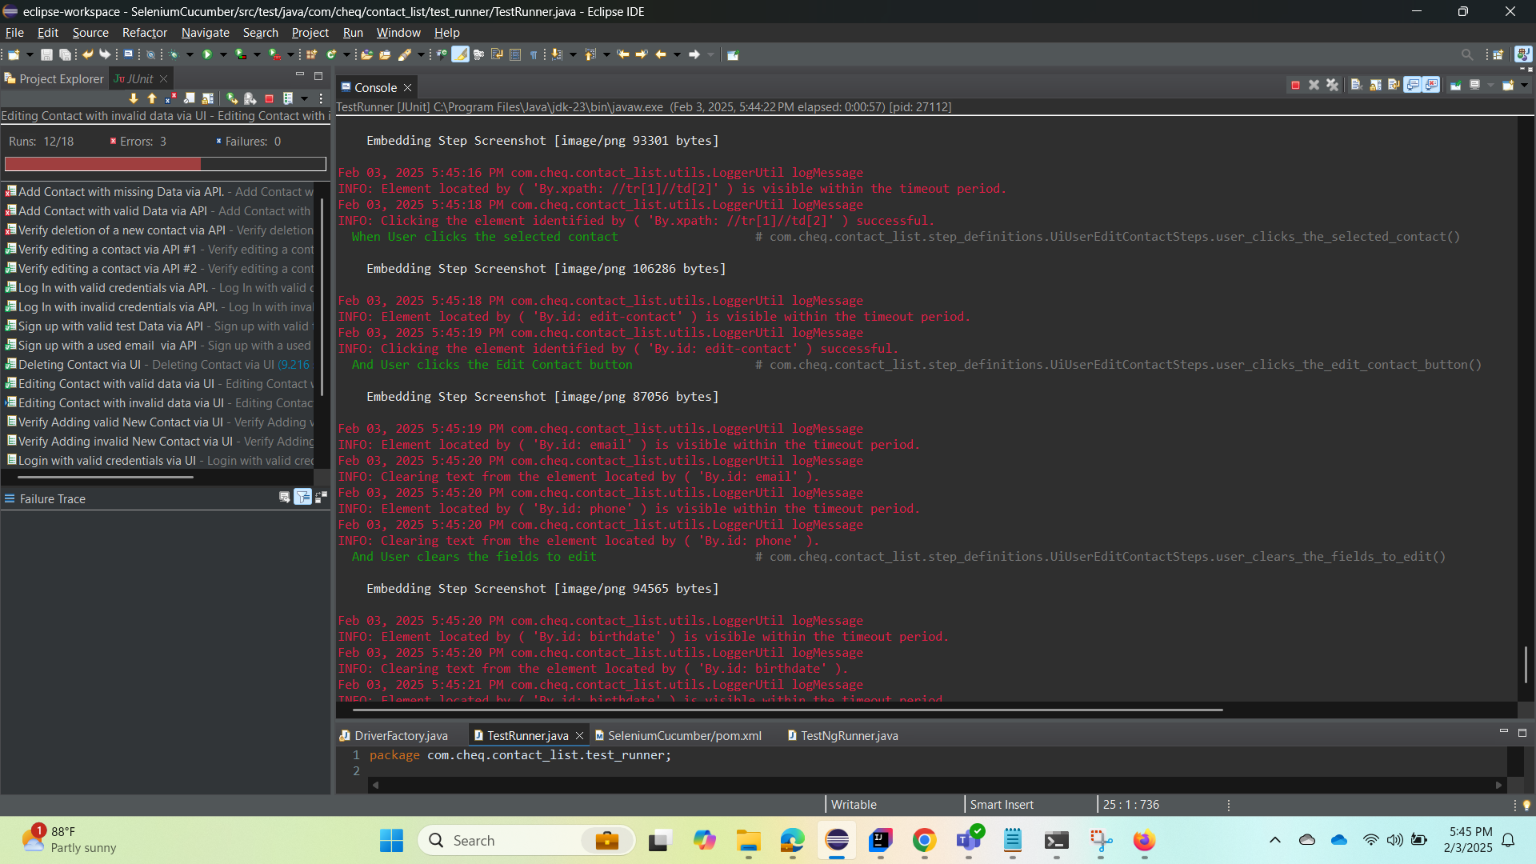 eclipse-workspace - SeleniumCucumber/src/test/java/com/cheq/contact_list/test_runner/TestRunner.java - Eclipse IDE
File Edit Source Refactor Navigate Search Project Run Window Help
Project Explorer JUnit
Console
TestRunner [JUnit] C:\Program Files\Java\jdk-23\bin\javaw.exe (Feb 3, 2025, 5:44:22 PM elapsed: 0:00:57) [pid: 27112]
Editing Contact with invalid data via UI - Editing Contact with i
Runs: 12/18 Errors: 3 Failures: 0
Add Contact with missing Data via API. - Add Contact w
Add Contact with valid Data via API - Add Contact with
Verify deletion of a new contact via API - Verify deletion
Verify editing a contact via API #1 - Verify editing a cont
Verify editing a contact via API #2 - Verify editing a cont
Log In with valid credentials via API. - Log In with valid c
Log In with invalid credentials via API. - Log In with inva
Sign up with valid test Data via API - Sign up with valid
Sign up with a used email via API - Sign up with a used
Deleting Contact via UI - Deleting Contact via UI (9.216
Editing Contact with valid data via UI - Editing Contact
Editing Contact with invalid data via UI - Editing Contac
Verify Adding valid New Contact via UI - Verify Adding
Verify Adding invalid New Contact via UI - Verify Adding
Login with valid credentials via UI - Login with valid cred
Failure Trace
Embedding Step Screenshot [image/png 93301 bytes]
Feb 03, 2025 5:45:16 PM com.cheq.contact_list.utils.LoggerUtil logMessage
INFO: Element located by ( 'By.xpath: //tr[1]//td[2]' ) is visible within the timeout period.
Feb 03, 2025 5:45:18 PM com.cheq.contact_list.utils.LoggerUtil logMessage
INFO: Clicking the element identified by ( 'By.xpath: //tr[1]//td[2]' ) successful.
When User clicks the selected contact # com.cheq.contact_list.step_definitions.UiUserEditContactSteps.user_clicks_the_selected_contact()
Embedding Step Screenshot [image/png 106286 bytes]
Feb 03, 2025 5:45:18 PM com.cheq.contact_list.utils.LoggerUtil logMessage
INFO: Element located by ( 'By.id: edit-contact' ) is visible within the timeout period.
Feb 03, 2025 5:45:19 PM com.cheq.contact_list.utils.LoggerUtil logMessage
INFO: Clicking the element identified by ( 'By.id: edit-contact' ) successful.
And User clicks the Edit Contact button # com.cheq.contact_list.step_definitions.UiUserEditContactSteps.user_clicks_the_edit_contact_button()
Embedding Step Screenshot [image/png 87056 bytes]
Feb 03, 2025 5:45:19 PM com.cheq.contact_list.utils.LoggerUtil logMessage
INFO: Element located by ( 'By.id: email' ) is visible within the timeout period.
Feb 03, 2025 5:45:20 PM com.cheq.contact_list.utils.LoggerUtil logMessage
INFO: Clearing text from the element located by ( 'By.id: email' ).
Feb 03, 2025 5:45:20 PM com.cheq.contact_list.utils.LoggerUtil logMessage
INFO: Element located by ( 'By.id: phone' ) is visible within the timeout period.
Feb 03, 2025 5:45:20 PM com.cheq.contact_list.utils.LoggerUtil logMessage
INFO: Clearing text from the element located by ( 'By.id: phone' ).
And User clears the fields to edit # com.cheq.contact_list.step_definitions.UiUserEditContactSteps.user_clears_the_fields_to_edit()
Embedding Step Screenshot [image/png 94565 bytes]
Feb 03, 2025 5:45:20 PM com.cheq.contact_list.utils.LoggerUtil logMessage
INFO: Element located by ( 'By.id: birthdate' ) is visible within the timeout period.
Feb 03, 2025 5:45:20 PM com.cheq.contact_list.utils.LoggerUtil logMessage
INFO: Clearing text from the element located by ( 'By.id: birthdate' ).
Feb 03, 2025 5:45:21 PM com.cheq.contact_list.utils.LoggerUtil logMessage
INFO: Element located by ( 'By.id: birthdate' ) is visible within the timeout period.
DriverFactory.java TestRunner.java SeleniumCucumber/pom.xml TestNgRunner.java
1 package com.cheq.contact_list.test_runner;
2
Writable Smart Insert 25 : 1 : 736
1 88°F
Partly sunny
Search
5:45 PM
2/3/2025